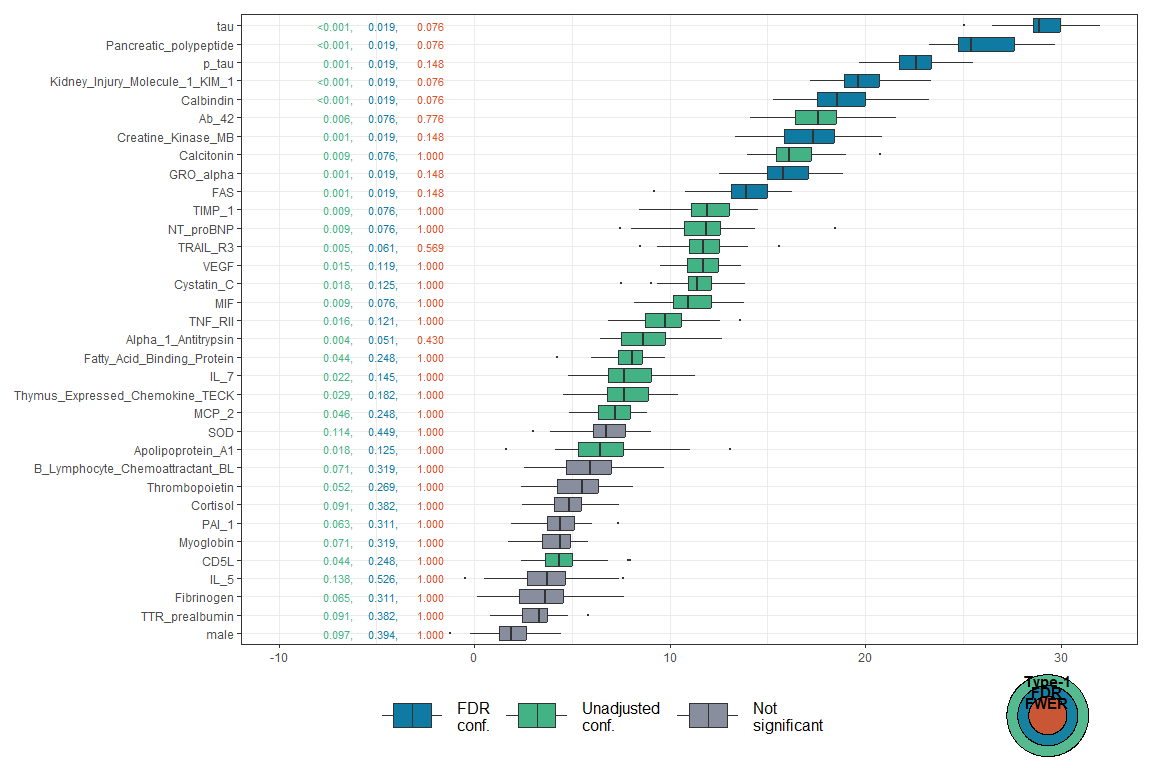 tau <0.001, 0.019, 0.076
Pancreatic_polypeptide <0.001, 0.019, 0.076
p_tau 0.001, 0.019, 0.148
Kidney_Injury_Molecule_1_KIM_1 <0.001, 0.019, 0.076
Calbindin <0.001, 0.019, 0.076
Ab_42 0.006, 0.076, 0.776
Creatine_Kinase_MB 0.001, 0.019, 0.148
Calcitonin 0.009, 0.076, 1.000
GRO_alpha 0.001, 0.019, 0.148
FAS 0.001, 0.019, 0.148
TIMP_1 0.009, 0.076, 1.000
NT_proBNP 0.009, 0.076, 1.000
TRAIL_R3 0.005, 0.061, 0.569
VEGF 0.015, 0.119, 1.000
Cystatin_C 0.018, 0.125, 1.000
MIF 0.009, 0.076, 1.000
TNF_RII 0.016, 0.121, 1.000
Alpha_1_Antitrypsin 0.004, 0.051, 0.430
Fatty_Acid_Binding_Protein 0.044, 0.248, 1.000
IL_7 0.022, 0.145, 1.000
Thymus_Expressed_Chemokine_TECK 0.029, 0.182, 1.000
MCP_2 0.046, 0.248, 1.000
SOD 0.114, 0.449, 1.000
Apolipoprotein_A1 0.018, 0.125, 1.000
B_Lymphocyte_Chemoattractant_BL 0.071, 0.319, 1.000
Thrombopoietin 0.052, 0.269, 1.000
Cortisol 0.091, 0.382, 1.000
PAI_1 0.063, 0.311, 1.000
Myoglobin 0.071, 0.319, 1.000
CD5L 0.044, 0.248, 1.000
IL_5 0.138, 0.526, 1.000
Fibrinogen 0.065, 0.311, 1.000
TTR_prealbumin 0.091, 0.382, 1.000
male 0.097, 0.394, 1.000
-10 0 10 20 30
FDR
conf.
Unadjusted
conf.
Not
significant
Type-1
FDR
FWER